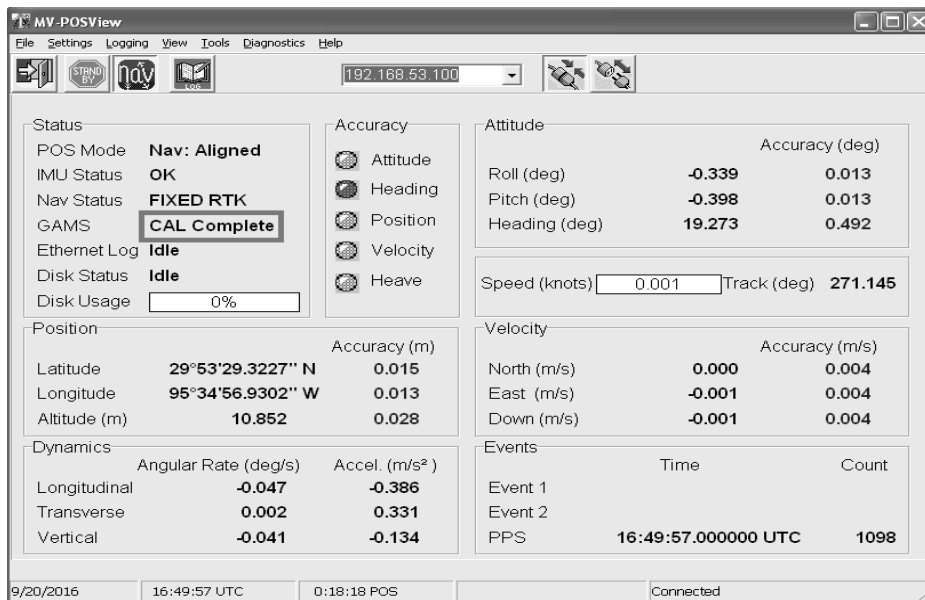 MV-POSView
File Settings Logging View Tools Diagnostics Help
STAND BY nav LOG 192.168.53.100
Status
POS Mode Nav: Aligned
IMU Status OK
Nav Status FIXED RTK
GAMS CAL Complete
Ethernet Log Idle
Disk Status Idle
Disk Usage 0%
Accuracy
Attitude
Heading
Position
Velocity
Heave
Attitude
Accuracy (deg)
Roll (deg) -0.339 0.013
Pitch (deg) -0.398 0.013
Heading (deg) 19.273 0.492
Speed (knots) 0.001 Track (deg) 271.145
Position
Accuracy (m)
Latitude 29°53'29.3227" N 0.015
Longitude 95°34'56.9302" W 0.013
Altitude (m) 10.852 0.028
Velocity
Accuracy (m/s)
North (m/s) 0.000 0.004
East (m/s) -0.001 0.004
Down (m/s) -0.001 0.004
Dynamics
Angular Rate (deg/s) Accel. (m/s²)
Longitudinal -0.047 -0.386
Transverse 0.002 0.331
Vertical -0.041 -0.134
Events
Time Count
Event 1
Event 2
PPS 16:49:57.000000 UTC 1098
9/20/2016 16:49:57 UTC 0:18:18 POS Connected